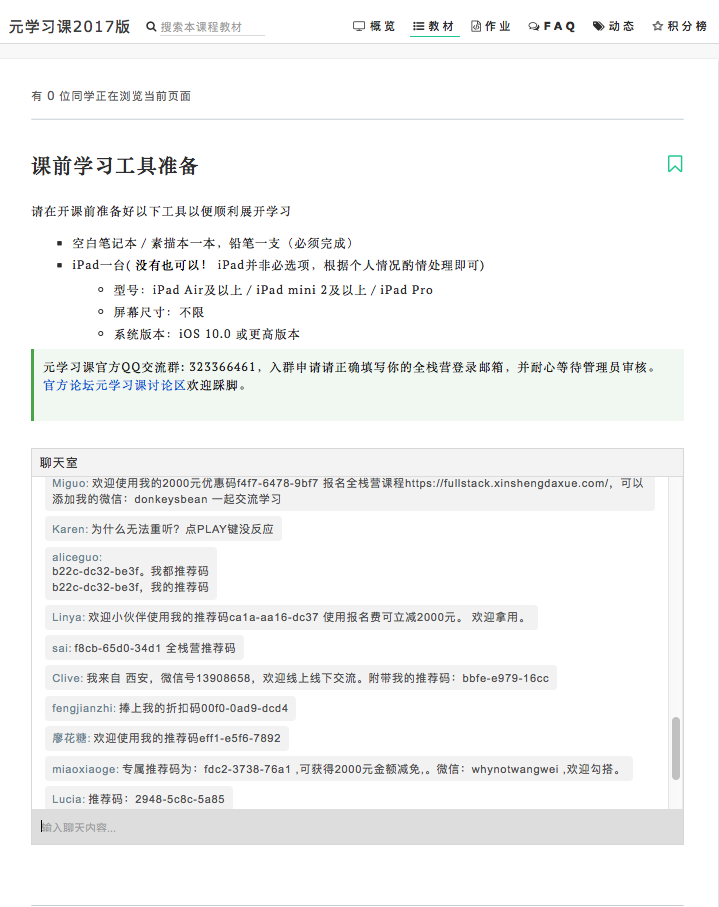 元学习课2017版 搜索本课程教材 概览 教材 作业 FAQ 动态 积分榜
有 0 位同学正在浏览当前页面
课前学习工具准备
请在开课前准备好以下工具以便顺利展开学习
空白笔记本 / 素描本一本，铅笔一支（必须完成）
iPad一台( 没有也可以！ iPad并非必选项，根据个人情况酌情处理即可)
型号：iPad Air及以上 / iPad mini 2及以上 / iPad Pro
屏幕尺寸：不限
系统版本：iOS 10.0 或更高版本
元学习课官方QQ交流群: 323366461，入群申请请正确填写你的全栈营登录邮箱，并耐心等待管理员审核。
官方论坛元学习课讨论区欢迎踩脚。
聊天室
Miguo: 欢迎使用我的2000元优惠码f4f7-6478-9bf7 报名全栈营课程https://fullstack.xinshengdaxue.com/，可以
添加我的微信：donkeysbean 一起交流学习
Karen: 为什么无法重听？点PLAY键没反应
aliceguo:
b22c-dc32-be3f。我都推荐码
b22c-dc32-be3f，我的推荐码
Linya: 欢迎小伙伴使用我的推荐码ca1a-aa16-dc37 使用报名费可立减2000元。 欢迎拿用。
sai: f8cb-65d0-34d1 全栈营推荐码
Clive: 我来自 西安，微信号13908658，欢迎线上线下交流。附带我的推荐码：bbfe-e979-16cc
fengjianzhi: 捧上我的折扣码00f0-0ad9-dcd4
廖花糖: 欢迎使用我的推荐码eff1-e5f6-7892
miaoxiaoge: 专属推荐码为：fdc2-3738-76a1 ,可获得2000元金额减免,。微信：whynotwangwei ,欢迎勾搭。
Lucia: 推荐码：2948-5c8c-5a85
输入聊天内容...